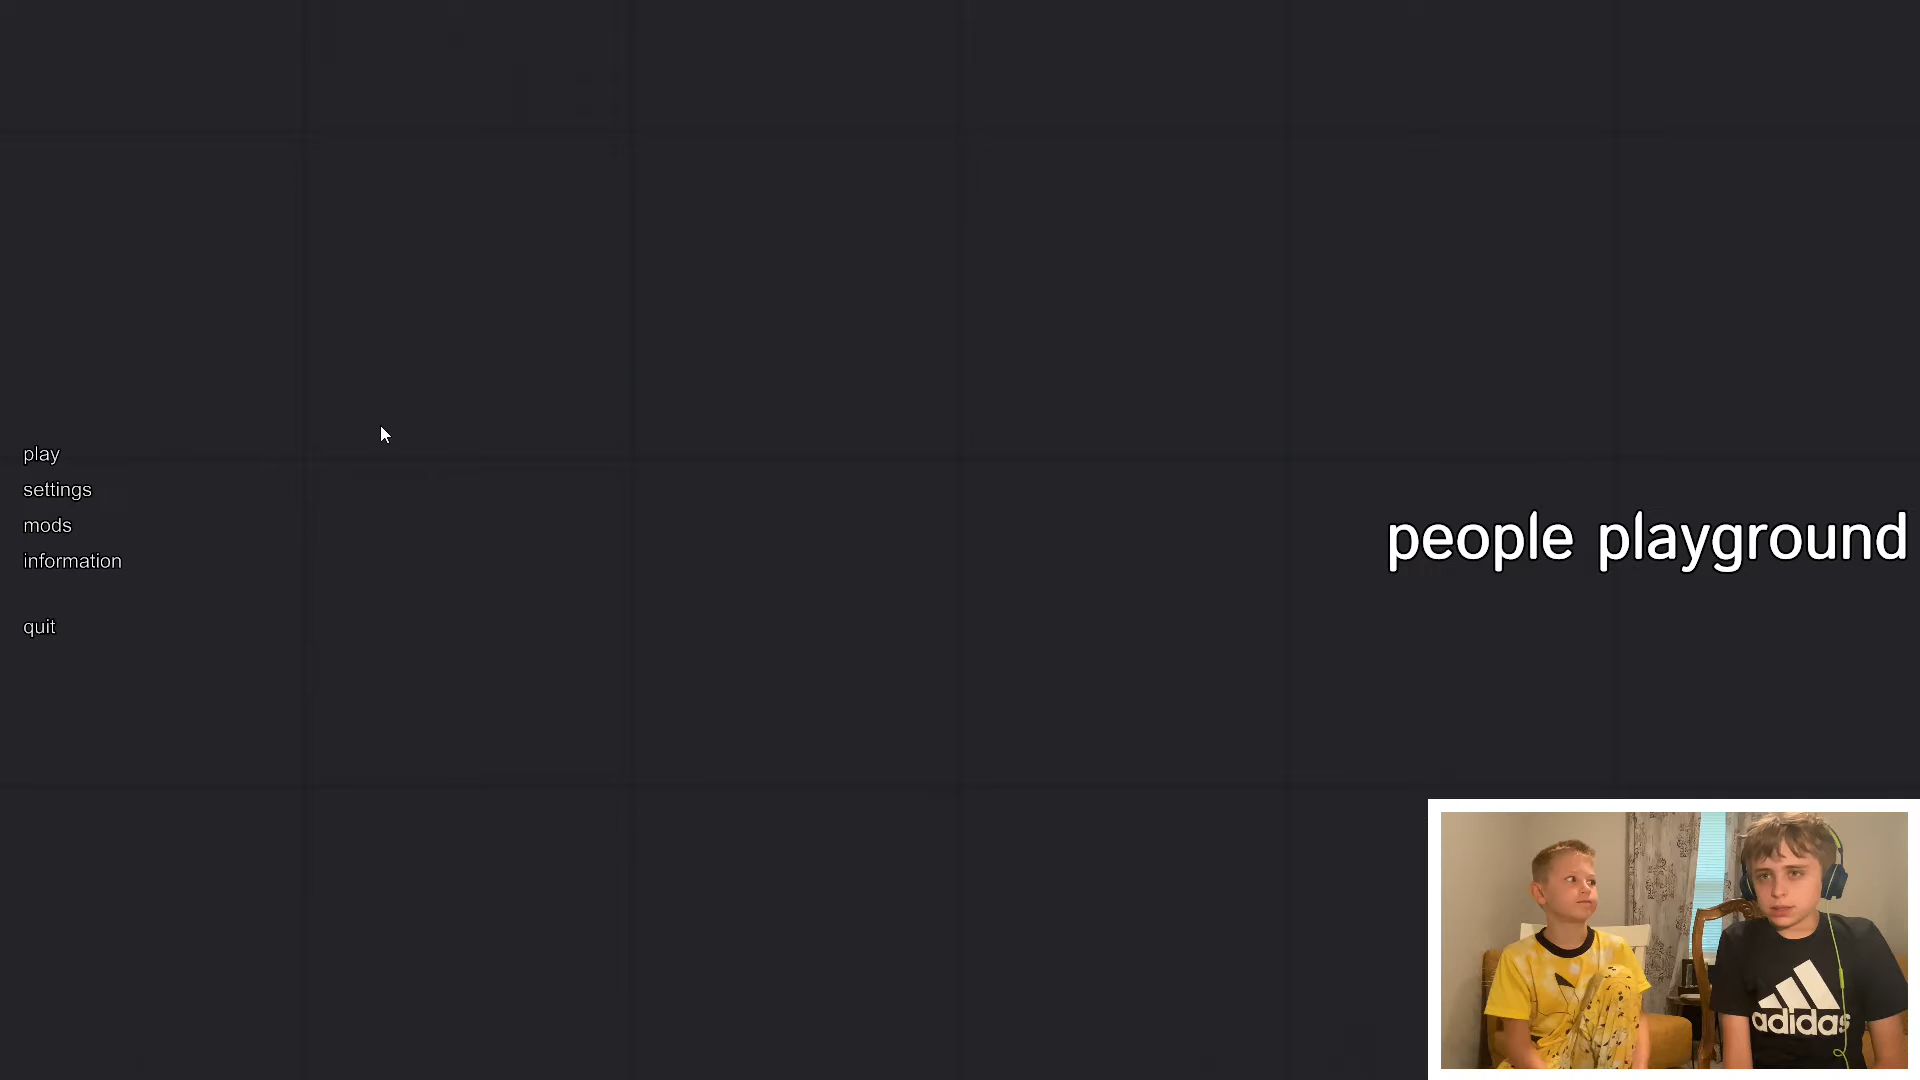 play
settings
mods
information
quit
people playground
adidas